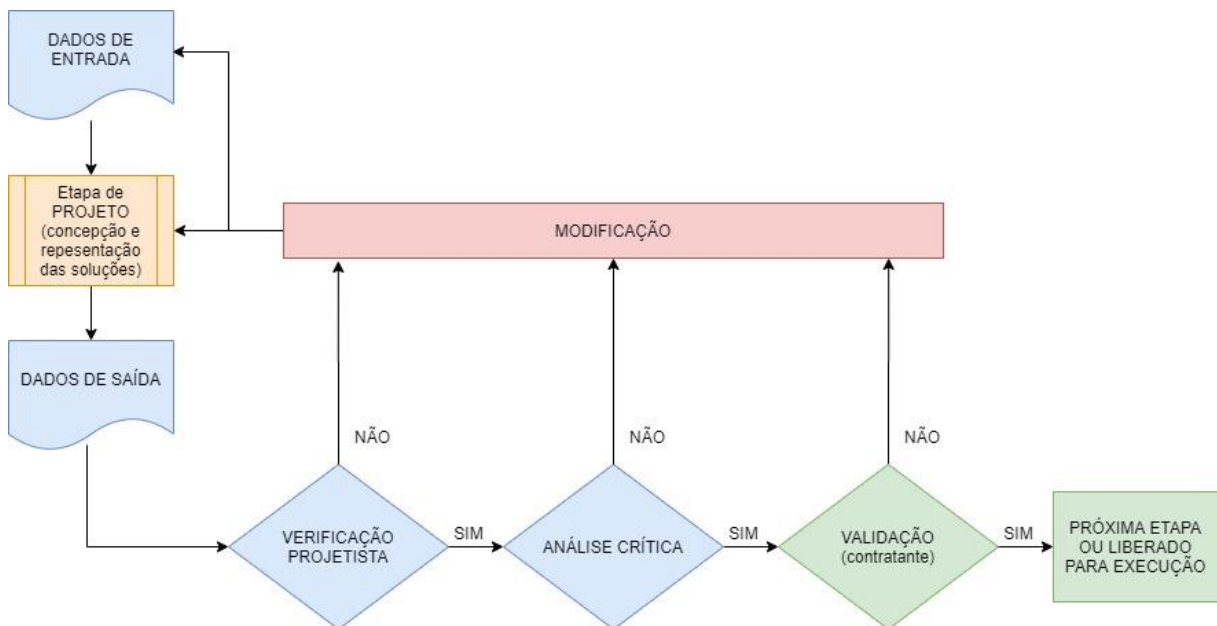 DADOS DE
ENTRADA
Etapa de
PROJETO
(concepção e
repesentação
das soluções)
MODIFICAÇÃO
DADOS DE SAÍDA
NÃO
NÃO
NÃO
VERIFICAÇÃO
PROJETISTA
SIM
ANÁLISE CRÍTICA
SIM
VALIDAÇÃO
(contratante)
SIM
PRÓXIMA ETAPA
OU LIBERADO
PARA EXECUÇÃO